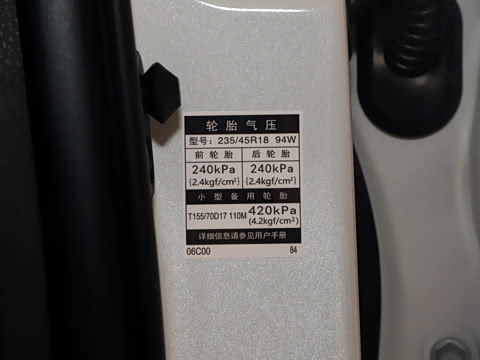 轮胎气压
型号：235/45R18 94W
前轮胎 后轮胎
240kPa 240kPa
(2.4kgf/cm²) (2.4kgf/cm²)
小型备用轮胎
T155/70D17 110M 420kPa
(4.2kgf/cm²)
详细信息请参见用户手册
06C00 84